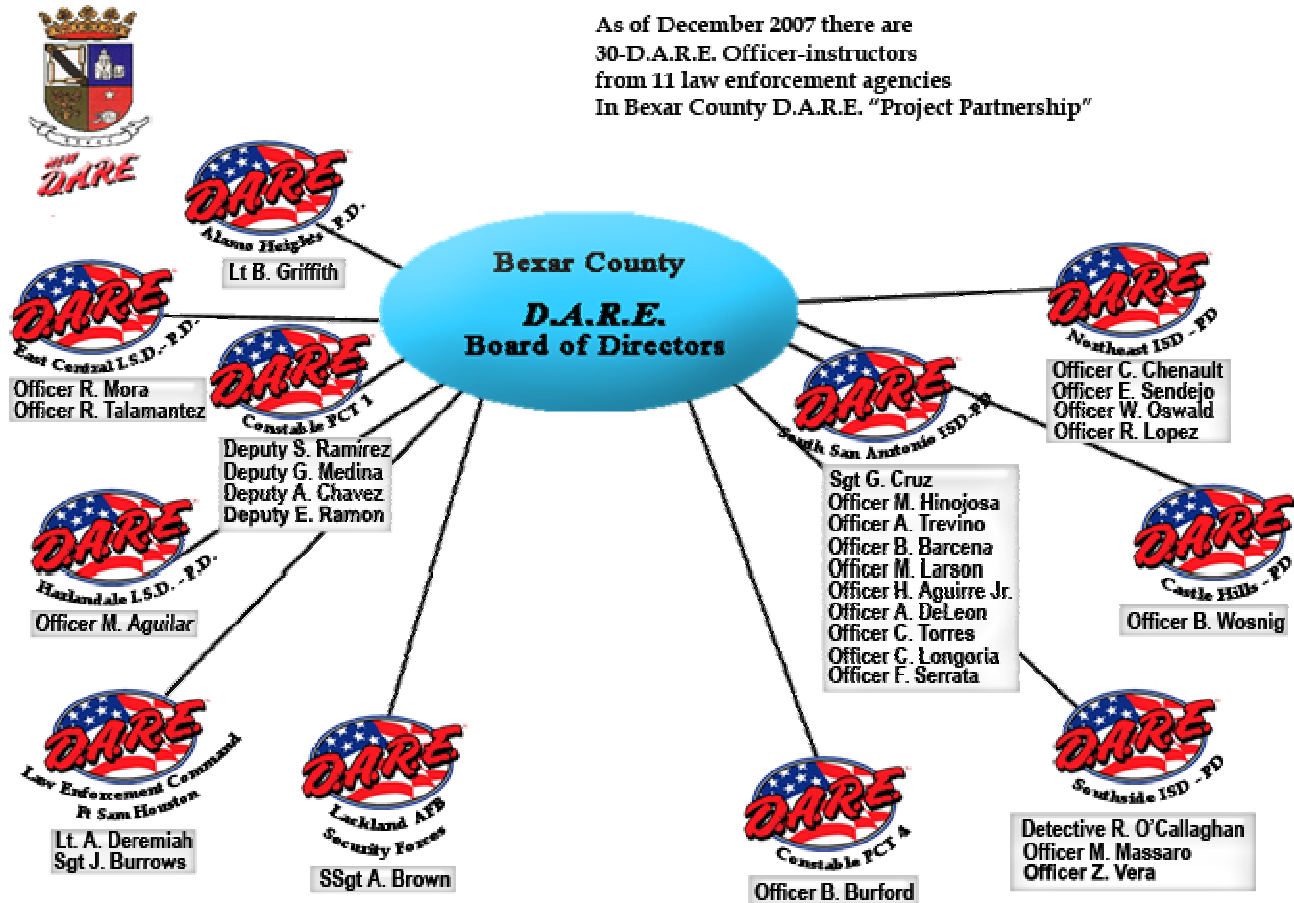 As of December 2007 there are
30-D.A.R.E. Officer-instructors
from 11 law enforcement agencies
In Bexar County D.A.R.E. “Project Partnership”
new
D.A.R.E
D.A.R.E.
Alamo Heights - P.D.
Lt B. Griffith
Bexar County
D.A.R.E.
Board of Directors
D.A.R.E.
East Central I.S.D.-P.D.
Officer R. Mora
Officer R. Talamantez
D.A.R.E.
Constable PCT 1
Deputy S. Ramirez
Deputy G. Medina
Deputy A. Chavez
Deputy E. Ramon
D.A.R.E.
Northeast ISD - PD
Officer C. Chenault
Officer E. Sendejo
Officer W. Oswald
Officer R. Lopez
D.A.R.E.
South San Anntonio ISD-PD
Sgt G. Cruz
Officer M. Hinojosa
Officer A. Trevino
Officer B. Barcena
Officer M. Larson
Officer H. Aguirre Jr.
Officer A. DeLeon
Officer C. Torres
Officer C. Longoria
Officer F. Serrata
D.A.R.E.
Castle Hills - PD
Officer B. Wosnig
D.A.R.E.
Harlandale I.S.D. - P.D.
Officer M. Aguilar
D.A.R.E.
Law Enforcement Command
Ft Sam Houston
Lt. A. Deremiah
Sgt J. Burrows
D.A.R.E.
Lackland AFB
Security Forces
SSgt A. Brown
D.A.R.E.
Constable PCT 4
Officer B. Burford
D.A.R.E.
Southside ISD - PD
Detective R. O’Callaghan
Officer M. Massaro
Officer Z. Vera